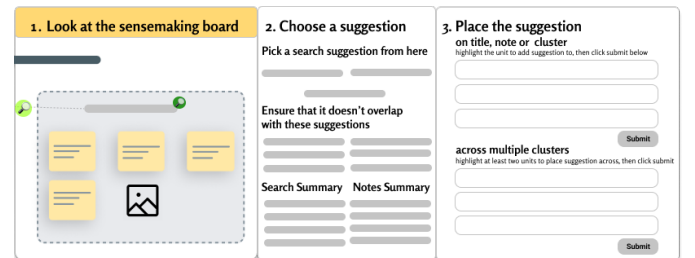 1. Look at the sensemaking board
2. Choose a suggestion
Pick a search suggestion from here
Ensure that it doesn't overlap
with these suggestions
Search Summary
Notes Summary
3. Place the suggestion
on title, note or cluster
highlight the unit to add suggestion to, then click submit below
Submit
across multiple clusters
highlight at least two units to place suggestion across, then click submit
Submit